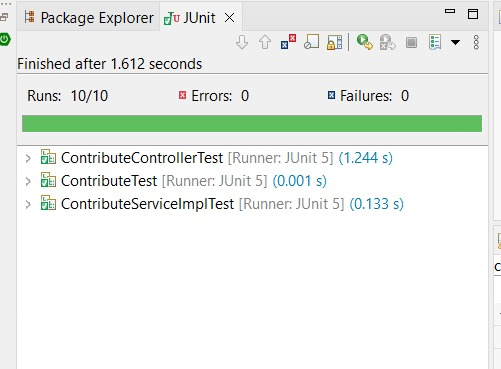 Package Explorer JUnit
Finished after 1.612 seconds
Runs: 10/10 Errors: 0 Failures: 0
ContributeControllerTest [Runner: JUnit 5] (1.244 s)
ContributeTest [Runner: JUnit 5] (0.001 s)
ContributeServiceImplTest [Runner: JUnit 5] (0.133 s)